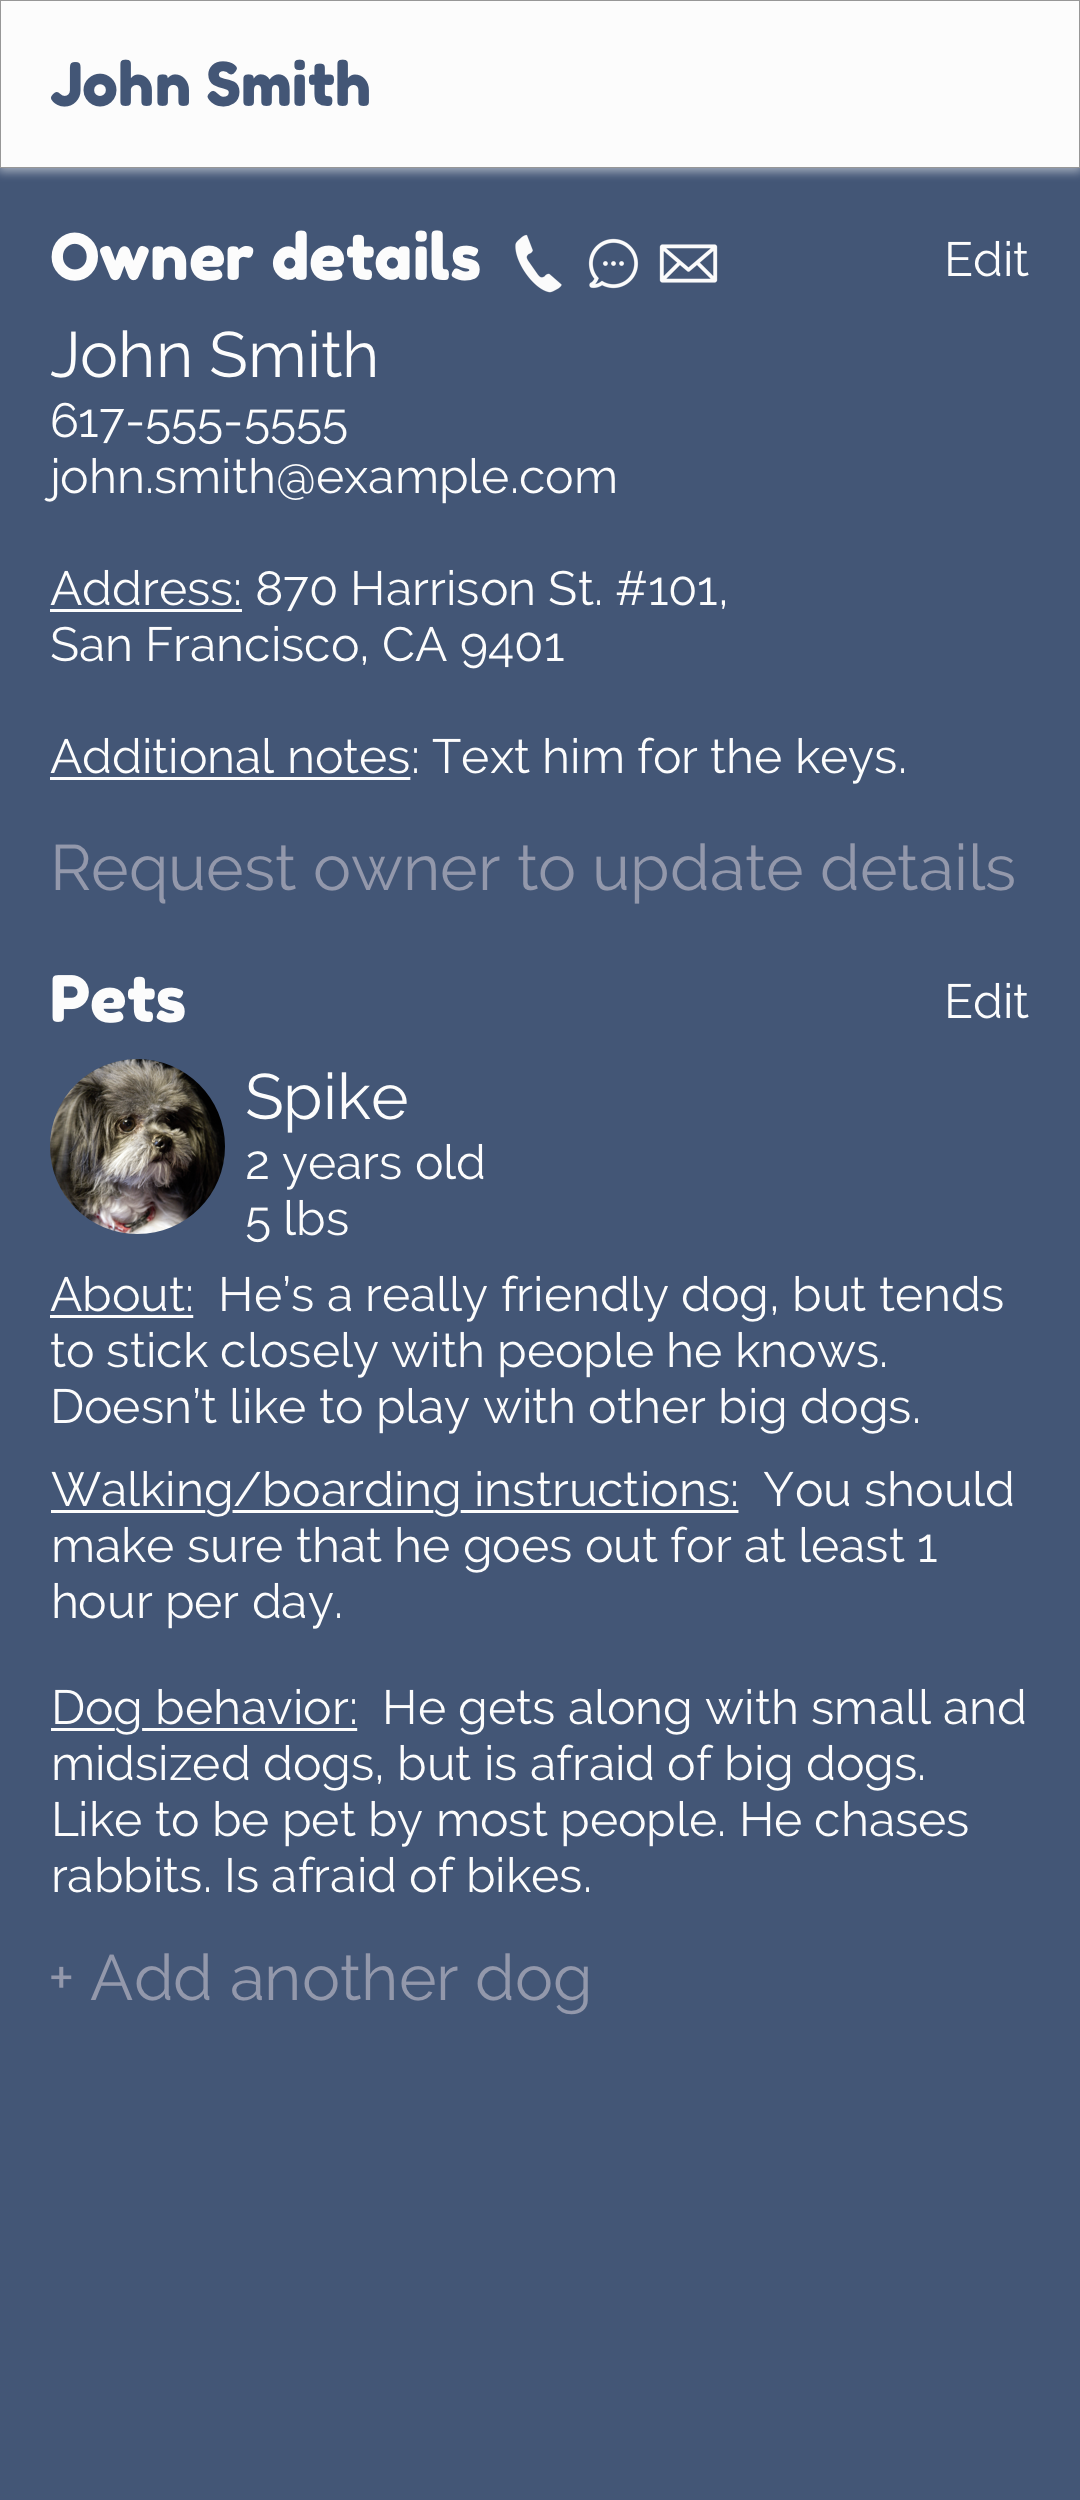 John Smith
Owner details
Edit
John Smith
617-555-5555
john.smith@example.com
Address: 870 Harrison St. #101,
San Francisco, CA 9401
Additional notes: Text him for the keys.
Request owner to update details
Pets
Edit
Spike
2 years old
5 lbs
About: He’s a really friendly dog, but tends
to stick closely with people he knows.
Doesn’t like to play with other big dogs.
Walking/boarding instructions: You should
make sure that he goes out for at least 1
hour per day.
Dog behavior: He gets along with small and
midsized dogs, but is afraid of big dogs.
Like to be pet by most people. He chases
rabbits. Is afraid of bikes.
+ Add another dog